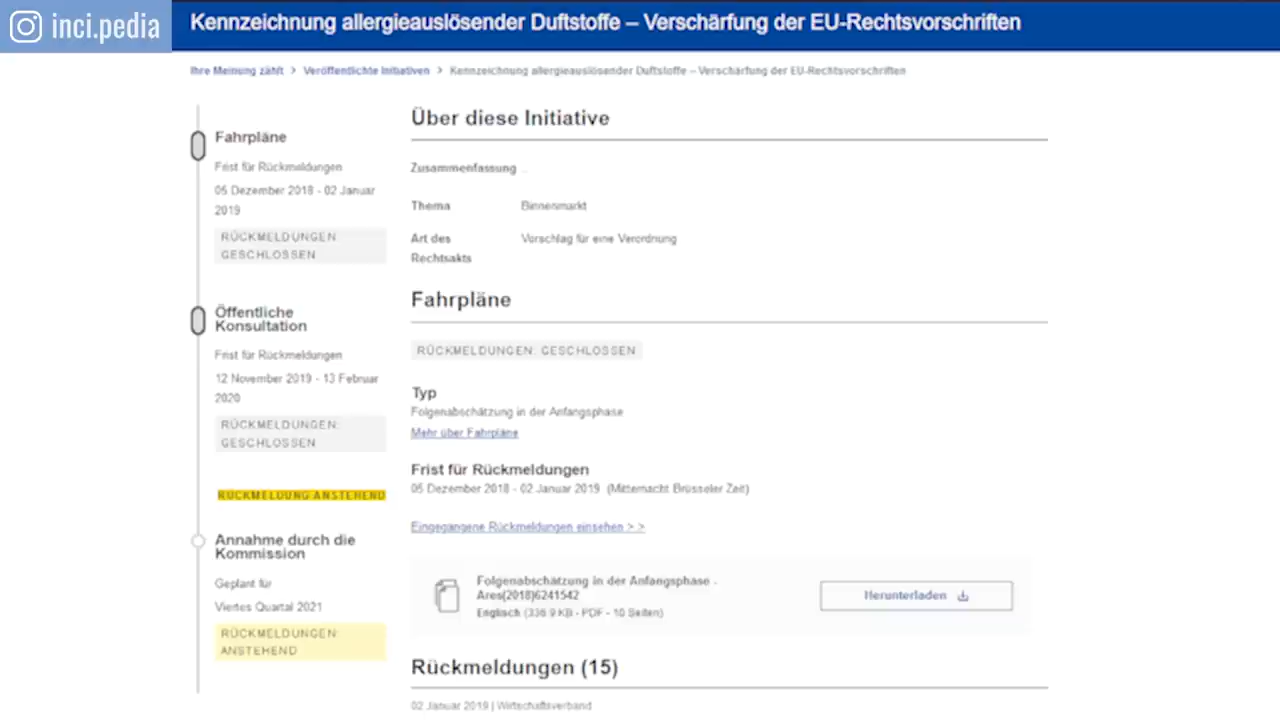 inci.pedia
Kennzeichnung allergieauslösender Duftstoffe – Verschärfung der EU-Rechtsvorschriften
Ihre Meinung zählt > Veröffentlichte Initiativen > Kennzeichnung allergieauslösender Duftstoffe – Verschärfung der EU-Rechtsvorschriften
Fahrpläne
Frist für Rückmeldungen
05 Dezember 2018 - 02 Januar
2019
RÜCKMELDUNGEN:
GESCHLOSSEN
Öffentliche
Konsultation
Frist für Rückmeldungen
12 November 2019 - 13 Februar
2020
RÜCKMELDUNGEN:
GESCHLOSSEN
RÜCKMELDUNG ANSTEHEND
Annahme durch die
Kommission
Geplant für
Viertes Quartal 2021
RÜCKMELDUNGEN:
ANSTEHEND
Über diese Initiative
Zusammenfassung ..
Thema Binnenmarkt
Art des Vorschlag für eine Verordnung
Rechtsakts
Fahrpläne
RÜCKMELDUNGEN: GESCHLOSSEN
Typ
Folgenabschätzung in der Anfangsphase
Mehr über Fahrpläne
Frist für Rückmeldungen
05 Dezember 2018 - 02 Januar 2019 (Mitternacht Brüsseler Zeit)
Eingegangene Rückmeldungen einsehen > >
Folgenabschätzung in der Anfangsphase -
Ares(2018)6241542
Englisch (336.9 KB - PDF - 10 Seiten)
Herunterladen
Rückmeldungen (15)
02 Januar 2019 | Wirtschaftsverband